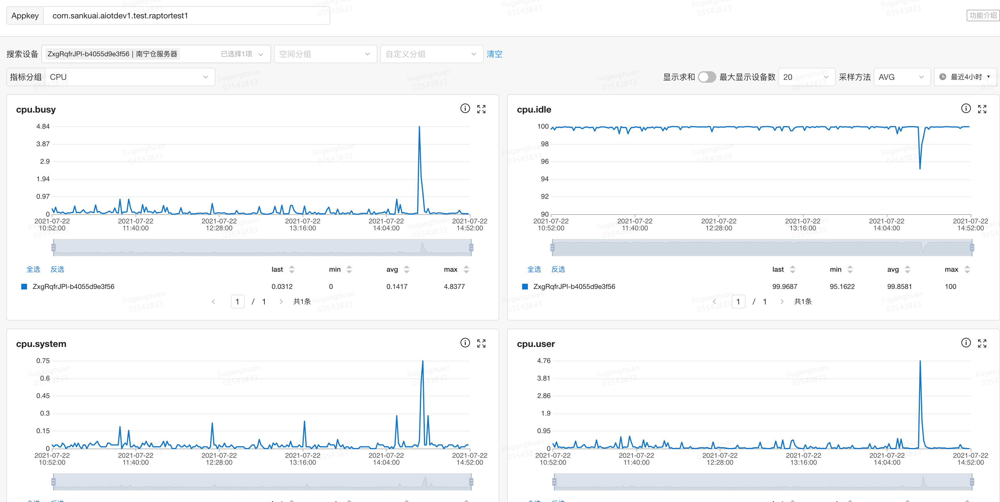 Appkey com.sankuai.aiotdev1.test.raptortest1
功能介绍
搜索设备 ZxgRqfrJPI-b4055d9e3f56 | 南宁仓服务器 已选择1项 空间分组 自定义分组 清空
指标分组 CPU 显示求和 最大显示设备数 20 采样方法 AVG 最近4小时
cpu.busy
4.84
3.87
2.9
1.94
0.97
0
2021-07-22 2021-07-22 2021-07-22 2021-07-22 2021-07-22 2021-07-22
10:52:00 11:40:00 12:28:00 13:16:00 14:04:00 14:52:00
全选 反选 last min avg max
ZxgRqfrJPI-b4055d9e3f56 0.0312 0 0.1417 4.8377
1 / 1 共1条
cpu.idle
100
98
96
94
92
90
2021-07-22 2021-07-22 2021-07-22 2021-07-22 2021-07-22 2021-07-22
10:52:00 11:40:00 12:28:00 13:16:00 14:04:00 14:52:00
全选 反选 last min avg max
ZxgRqfrJPI-b4055d9e3f56 99.9687 95.1622 99.8581 100
1 / 1 共1条
cpu.system
0.75
0.6
0.45
0.3
0.15
0
2021-07-22 2021-07-22 2021-07-22 2021-07-22 2021-07-22 2021-07-22
10:52:00 11:40:00 12:28:00 13:16:00 14:04:00 14:52:00
cpu.user
4.76
3.81
2.86
1.9
0.95
0
2021-07-22 2021-07-22 2021-07-22 2021-07-22 2021-07-22 2021-07-22
10:52:00 11:40:00 12:28:00 13:16:00 14:04:00 14:52:00
liuganghuan
03543833